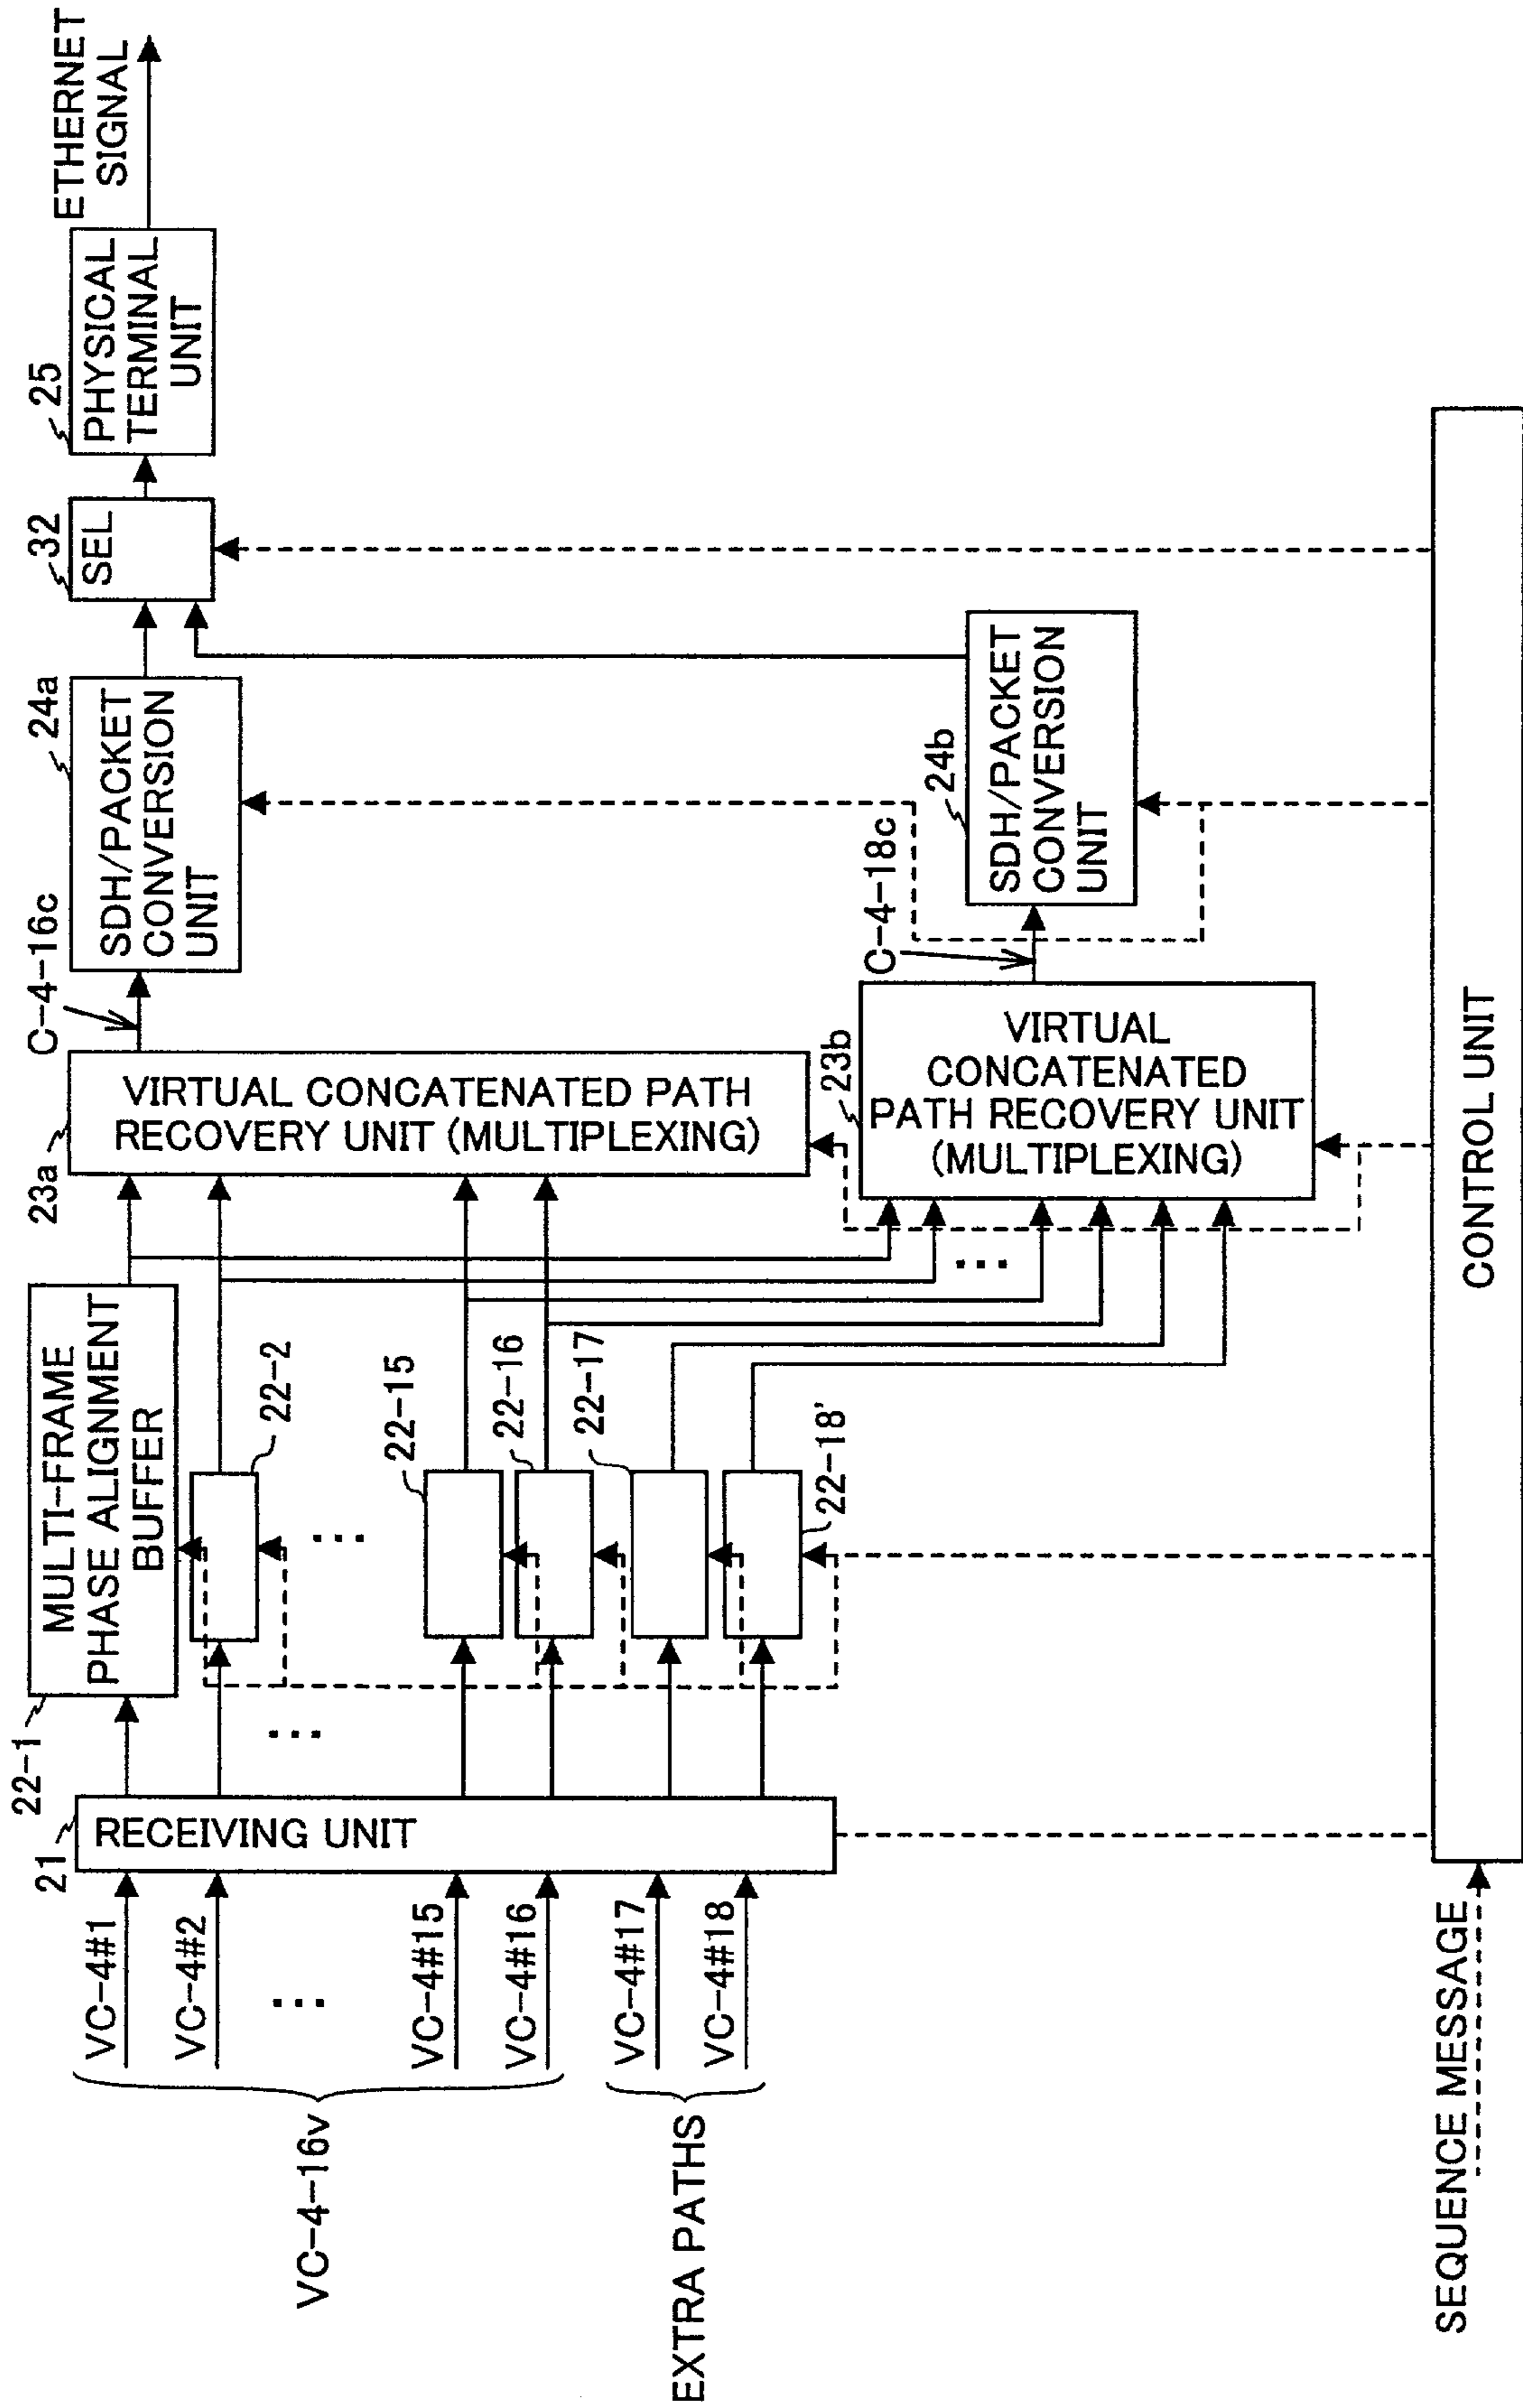 VC-4-16v
EXTRA PATHS
VC-4#1
VC-4#2
...
VC-4#15
VC-4#16
VC-4#17
VC-4#18
21
RECEIVING UNIT
...
22-1
MULTI-FRAME
PHASE ALIGNMENT
BUFFER
22-2
...
22-15
22-16
22-17
22-18'
23a
VIRTUAL CONCATENATED PATH
RECOVERY UNIT (MULTIPLEXING)
...
23b
VIRTUAL
CONCATENATED
PATH RECOVERY UNIT
(MULTIPLEXING)
C-4-16c
24a
SDH/PACKET
CONVERSION
UNIT
C-4-18c
24b
SDH/PACKET
CONVERSION
UNIT
32
SEL
25
PHYSICAL
TERMINAL
UNIT
ETHERNET
SIGNAL
SEQUENCE MESSAGE
CONTROL UNIT